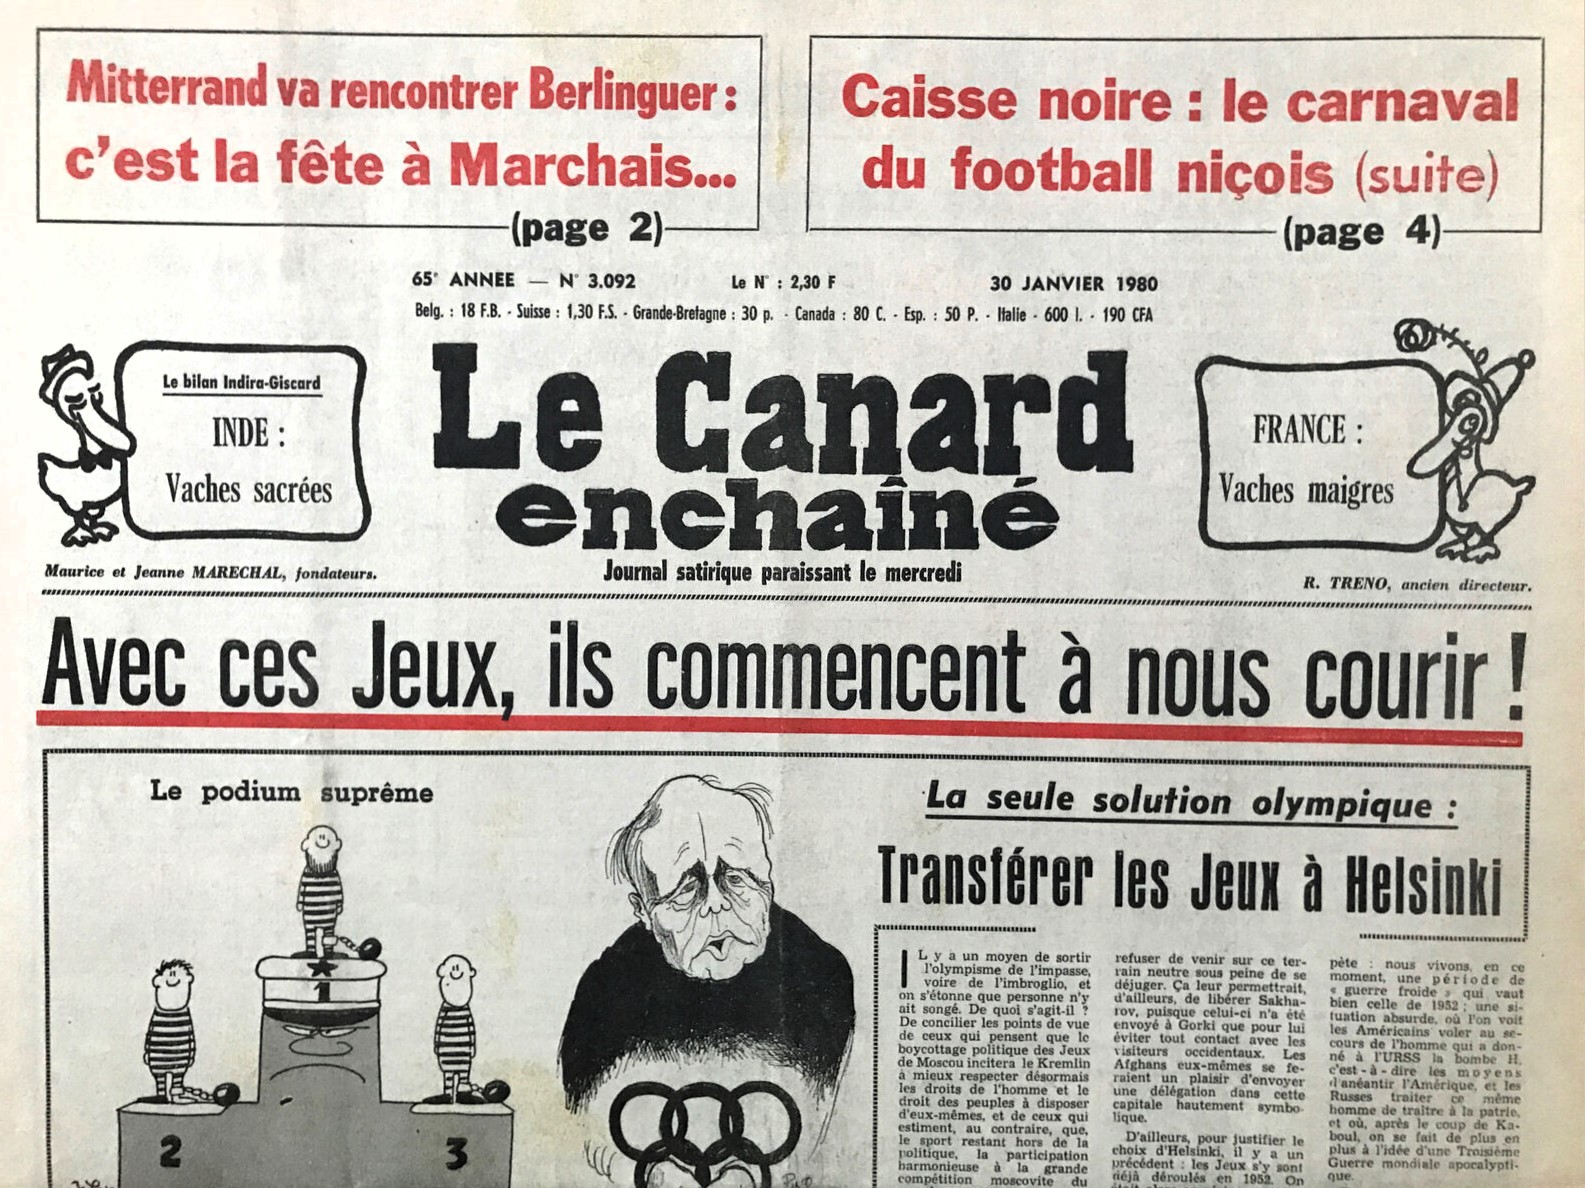 Mitterrand va rencontrer Berlinguer :
c'est la fête à Marchais...
(page 2)
Caisse noire : le carnaval
du football niçois (suite)
(page 4)
65e ANNEE — N° 3.092 Le N° : 2,30 F 30 JANVIER 1980
Belg. : 18 F.B. - Suisse : 1,30 F.S. - Grande-Bretagne : 30 p. - Canada : 80 C. - Esp. : 50 P. - Italie - 600 l. - 190 CFA
Le bilan Indira-Giscard
INDE :
Vaches sacrées
Le Canard
enchaîné
Journal satirique paraissant le mercredi
FRANCE :
Vaches maigres
Maurice et Jeanne MARECHAL, fondateurs.
R. TRENO, ancien directeur.
Avec ces Jeux, ils commencent à nous courir !
Le podium suprême
1
2
3
La seule solution olympique :
Transférer les Jeux à Helsinki
IL y a un moyen de sortir
l'olympisme de l'impasse,
voire de l'imbroglio, et
on s'étonne que personne n'y
ait songé. De quoi s'agit-il ?
De concilier les points de vue
de ceux qui pensent que le
boycottage politique des Jeux
de Moscou incitera le Kremlin
à mieux respecter désormais
les droits de l'homme et le
droit des peuples à disposer
d'eux-mêmes, et de ceux qui
estiment, au contraire, que,
le sport restant hors de la
politique, la participation
harmonieuse à la grande
compétition moscovite du
refuser de venir sur ce ter-
rain neutre sous peine de se
déjuger. Ça leur permettrait,
d'ailleurs, de libérer Sakha-
rov, puisque celui-ci n'a été
envoyé à Gorki que pour lui
éviter tout contact avec les
visiteurs occidentaux. Les
Afghans eux-mêmes se fe-
raient un plaisir d'envoyer
une délégation dans cette
capitale hautement symbo-
lique.
D'ailleurs, pour justifier le
choix d'Helsinki, il y a un
précédent : les Jeux s'y sont
déjà déroulés en 1952. On
pète : nous vivons, en ce
moment, une période de
« guerre froide » qui vaut
bien celle de 1952 ; une si-
tuation absurde, où l'on voit
les Américains voler au se-
cours de l'homme qui a don-
né à l'URSS la bombe H,
c'est-à-dire les moyens
d'anéantir l'Amérique, et les
Russes traiter ce même
homme de traître à la patrie,
et où, après le coup de Ka-
boul, on se fait de plus en
plus à l'idée d'une Troisième
Guerre mondiale apocalypti-
que.